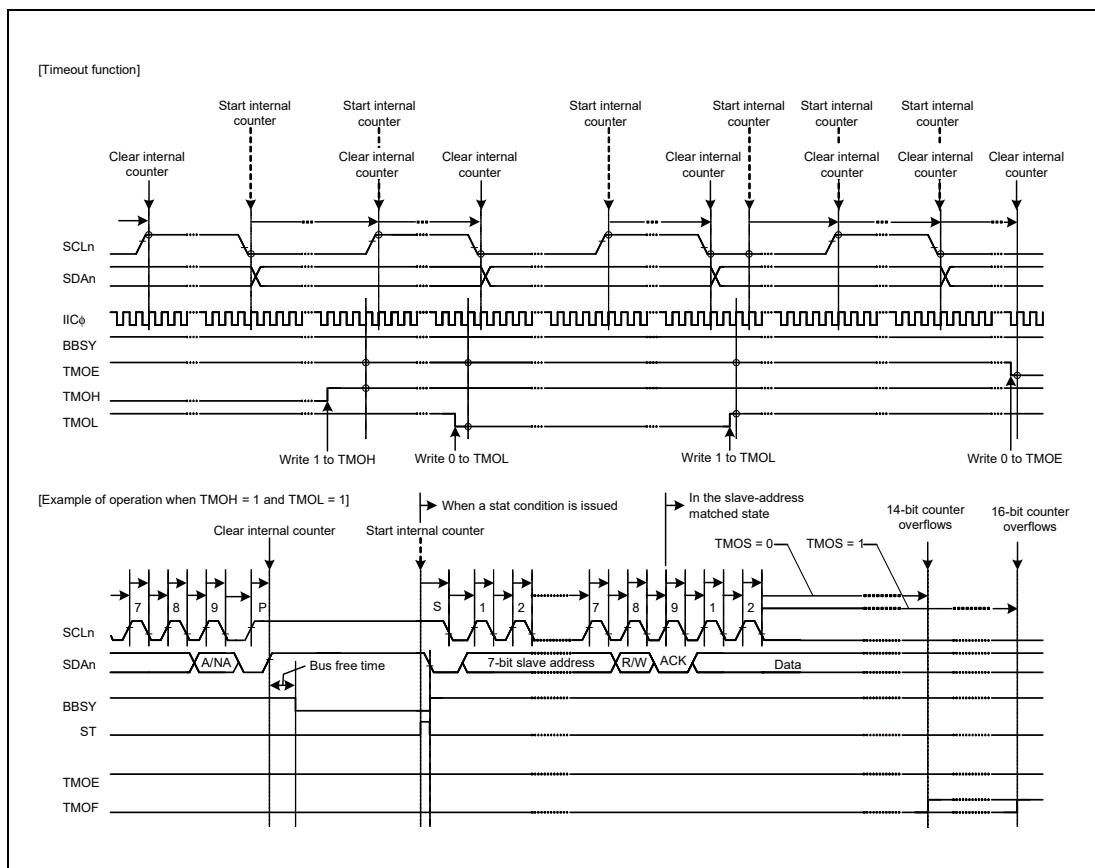 [Timeout function]
Start internal
counter
Start internal
counter
Start internal
counter
Start internal
counter
Start internal
counter
Start internal
counter
Clear internal
counter
Clear internal
counter
Clear internal
counter
Clear internal
counter
Clear internal
counter
Clear internal
counter
Clear internal
counter
SCLn
SDAn
IICϕ
BBSY
TMOE
TMOH
TMOL
Write 1 to TMOH
Write 0 to TMOL
Write 1 to TMOL
Write 0 to TMOE
[Example of operation when TMOH = 1 and TMOL = 1]
When a stat condition is issued
In the slave-address
matched state
Clear internal counter
Start internal counter
14-bit counter
overflows
16-bit counter
overflows
TMOS = 0
TMOS = 1
7 8 9 P S 1 2 7 8 9 1 2
SCLn
SDAn
A/NA
7-bit slave address
R/W
ACK
Data
Bus free time
BBSY
ST
TMOE
TMOF